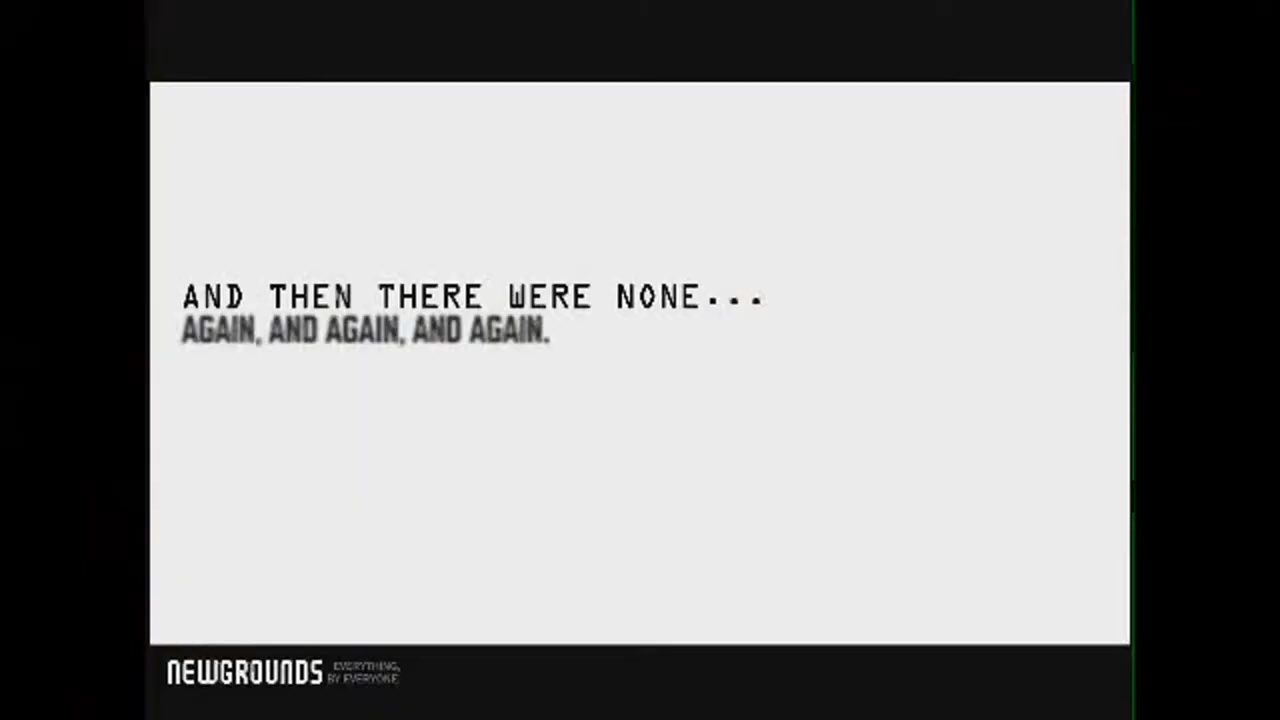 AND THEN THERE WERE NONE...
AGAIN, AND AGAIN, AND AGAIN.
NEWGROUNDS
EVERYTHING,
BY EVERYONE.